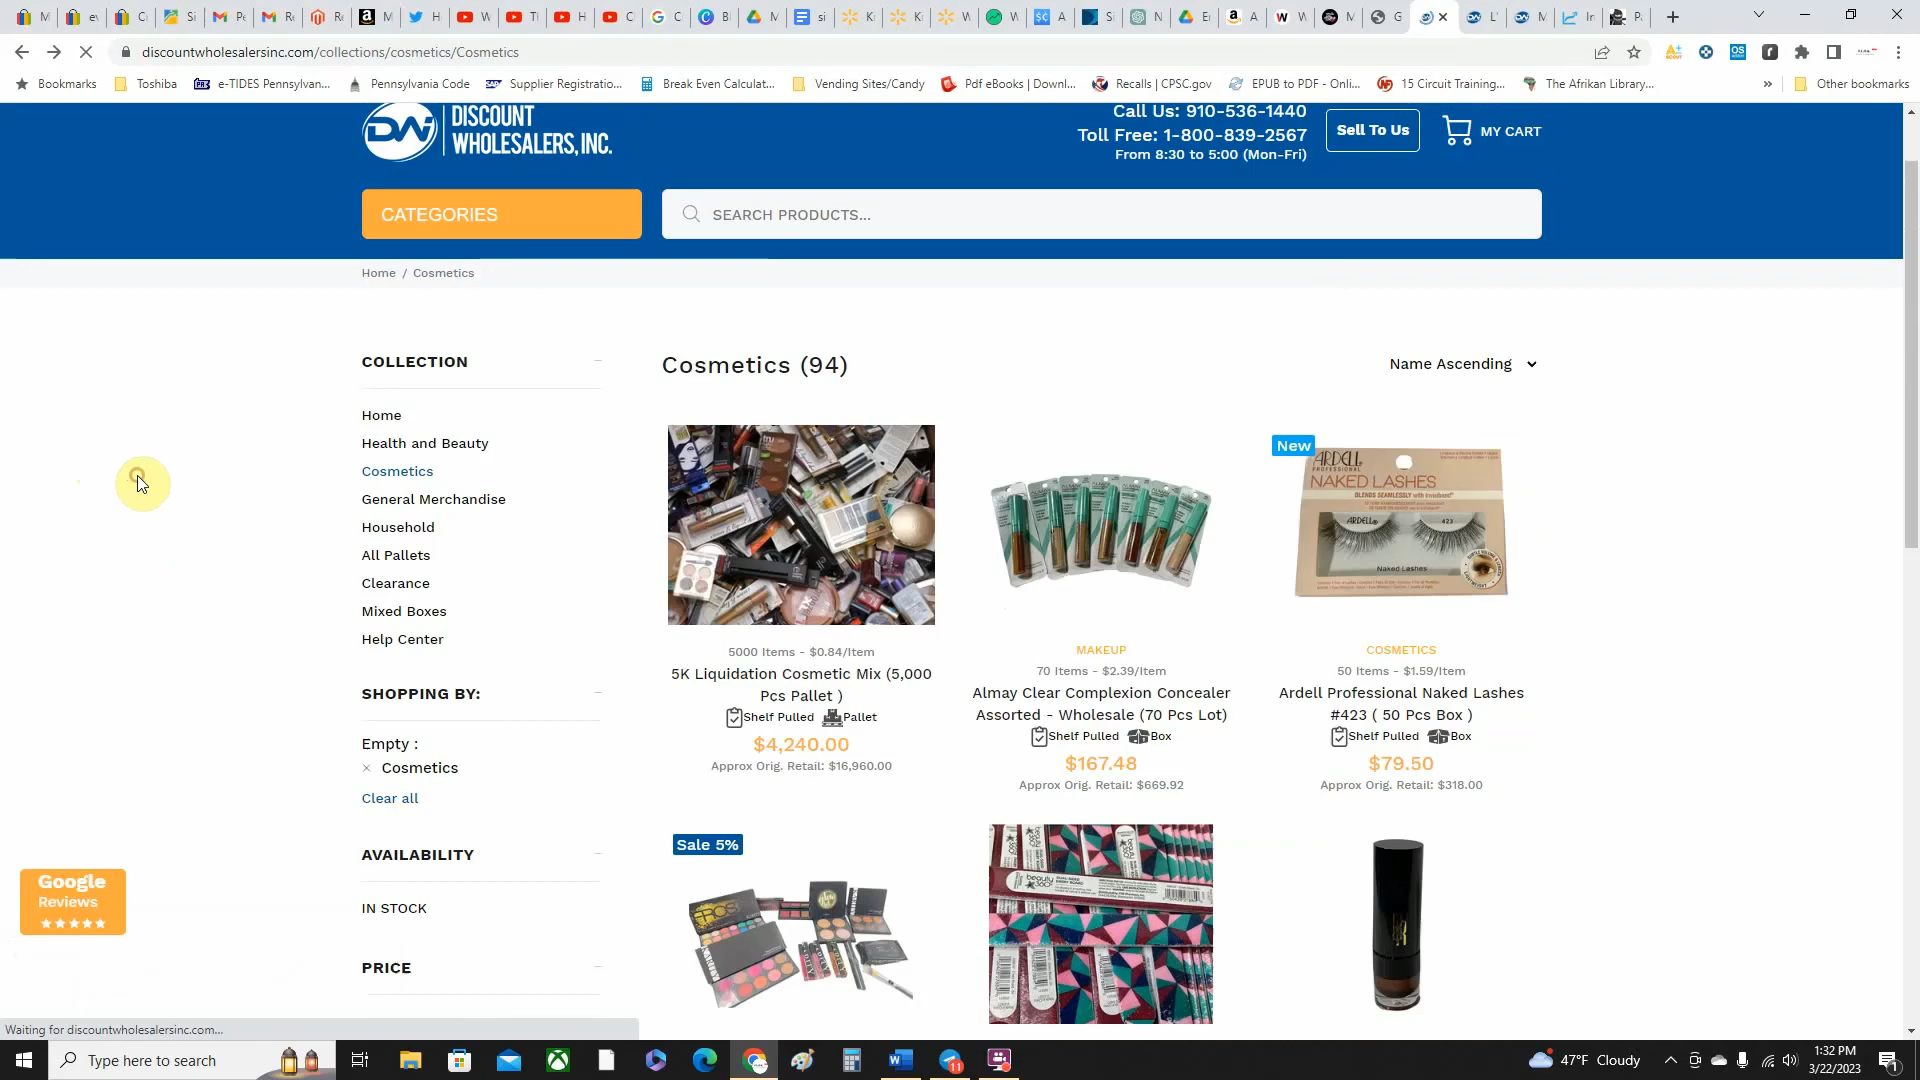 discountwholesalersinc.com/collections/cosmetics/Cosmetics
Bookmarks
Toshiba
e-TIDES Pennsylvan...
Pennsylvania Code
Supplier Registratio...
Break Even Calculat...
Vending Sites/Candy
Pdf eBooks | Downl...
Recalls | CPSC.gov
EPUB to PDF - Onli...
15 Circuit Training...
The Afrikan Library...
Other bookmarks
DW DISCOUNT
WHOLESALERS, INC.
Call Us: 910-536-1440
Toll Free: 1-800-839-2567
From 8:30 to 5:00 (Mon-Fri)
Sell To Us
MY CART
CATEGORIES
SEARCH PRODUCTS...
Home / Cosmetics
COLLECTION
Home
Health and Beauty
Cosmetics
General Merchandise
Household
All Pallets
Clearance
Mixed Boxes
Help Center
SHOPPING BY:
Empty :
× Cosmetics
Clear all
AVAILABILITY
IN STOCK
PRICE
Google
Reviews
Cosmetics (94)
Name Ascending
5000 Items - $0.84/Item
5K Liquidation Cosmetic Mix (5,000
Pcs Pallet )
Shelf Pulled Pallet
$4,240.00
Approx Orig. Retail: $16,960.00
MAKEUP
70 Items - $2.39/Item
Almay Clear Complexion Concealer
Assorted - Wholesale (70 Pcs Lot)
Shelf Pulled Box
$167.48
Approx Orig. Retail: $669.92
New
ARDELL
PROFESSIONAL
NAKED LASHES
ARDELL
423
Naked Lashes
COSMETICS
50 Items - $1.59/Item
Ardell Professional Naked Lashes
#423 ( 50 Pcs Box )
Shelf Pulled Box
$79.50
Approx Orig. Retail: $318.00
Sale 5%
beauty
360
Waiting for discountwholesalersinc.com...
Type here to search
11
47°F Cloudy
1:32 PM
3/22/2023
1